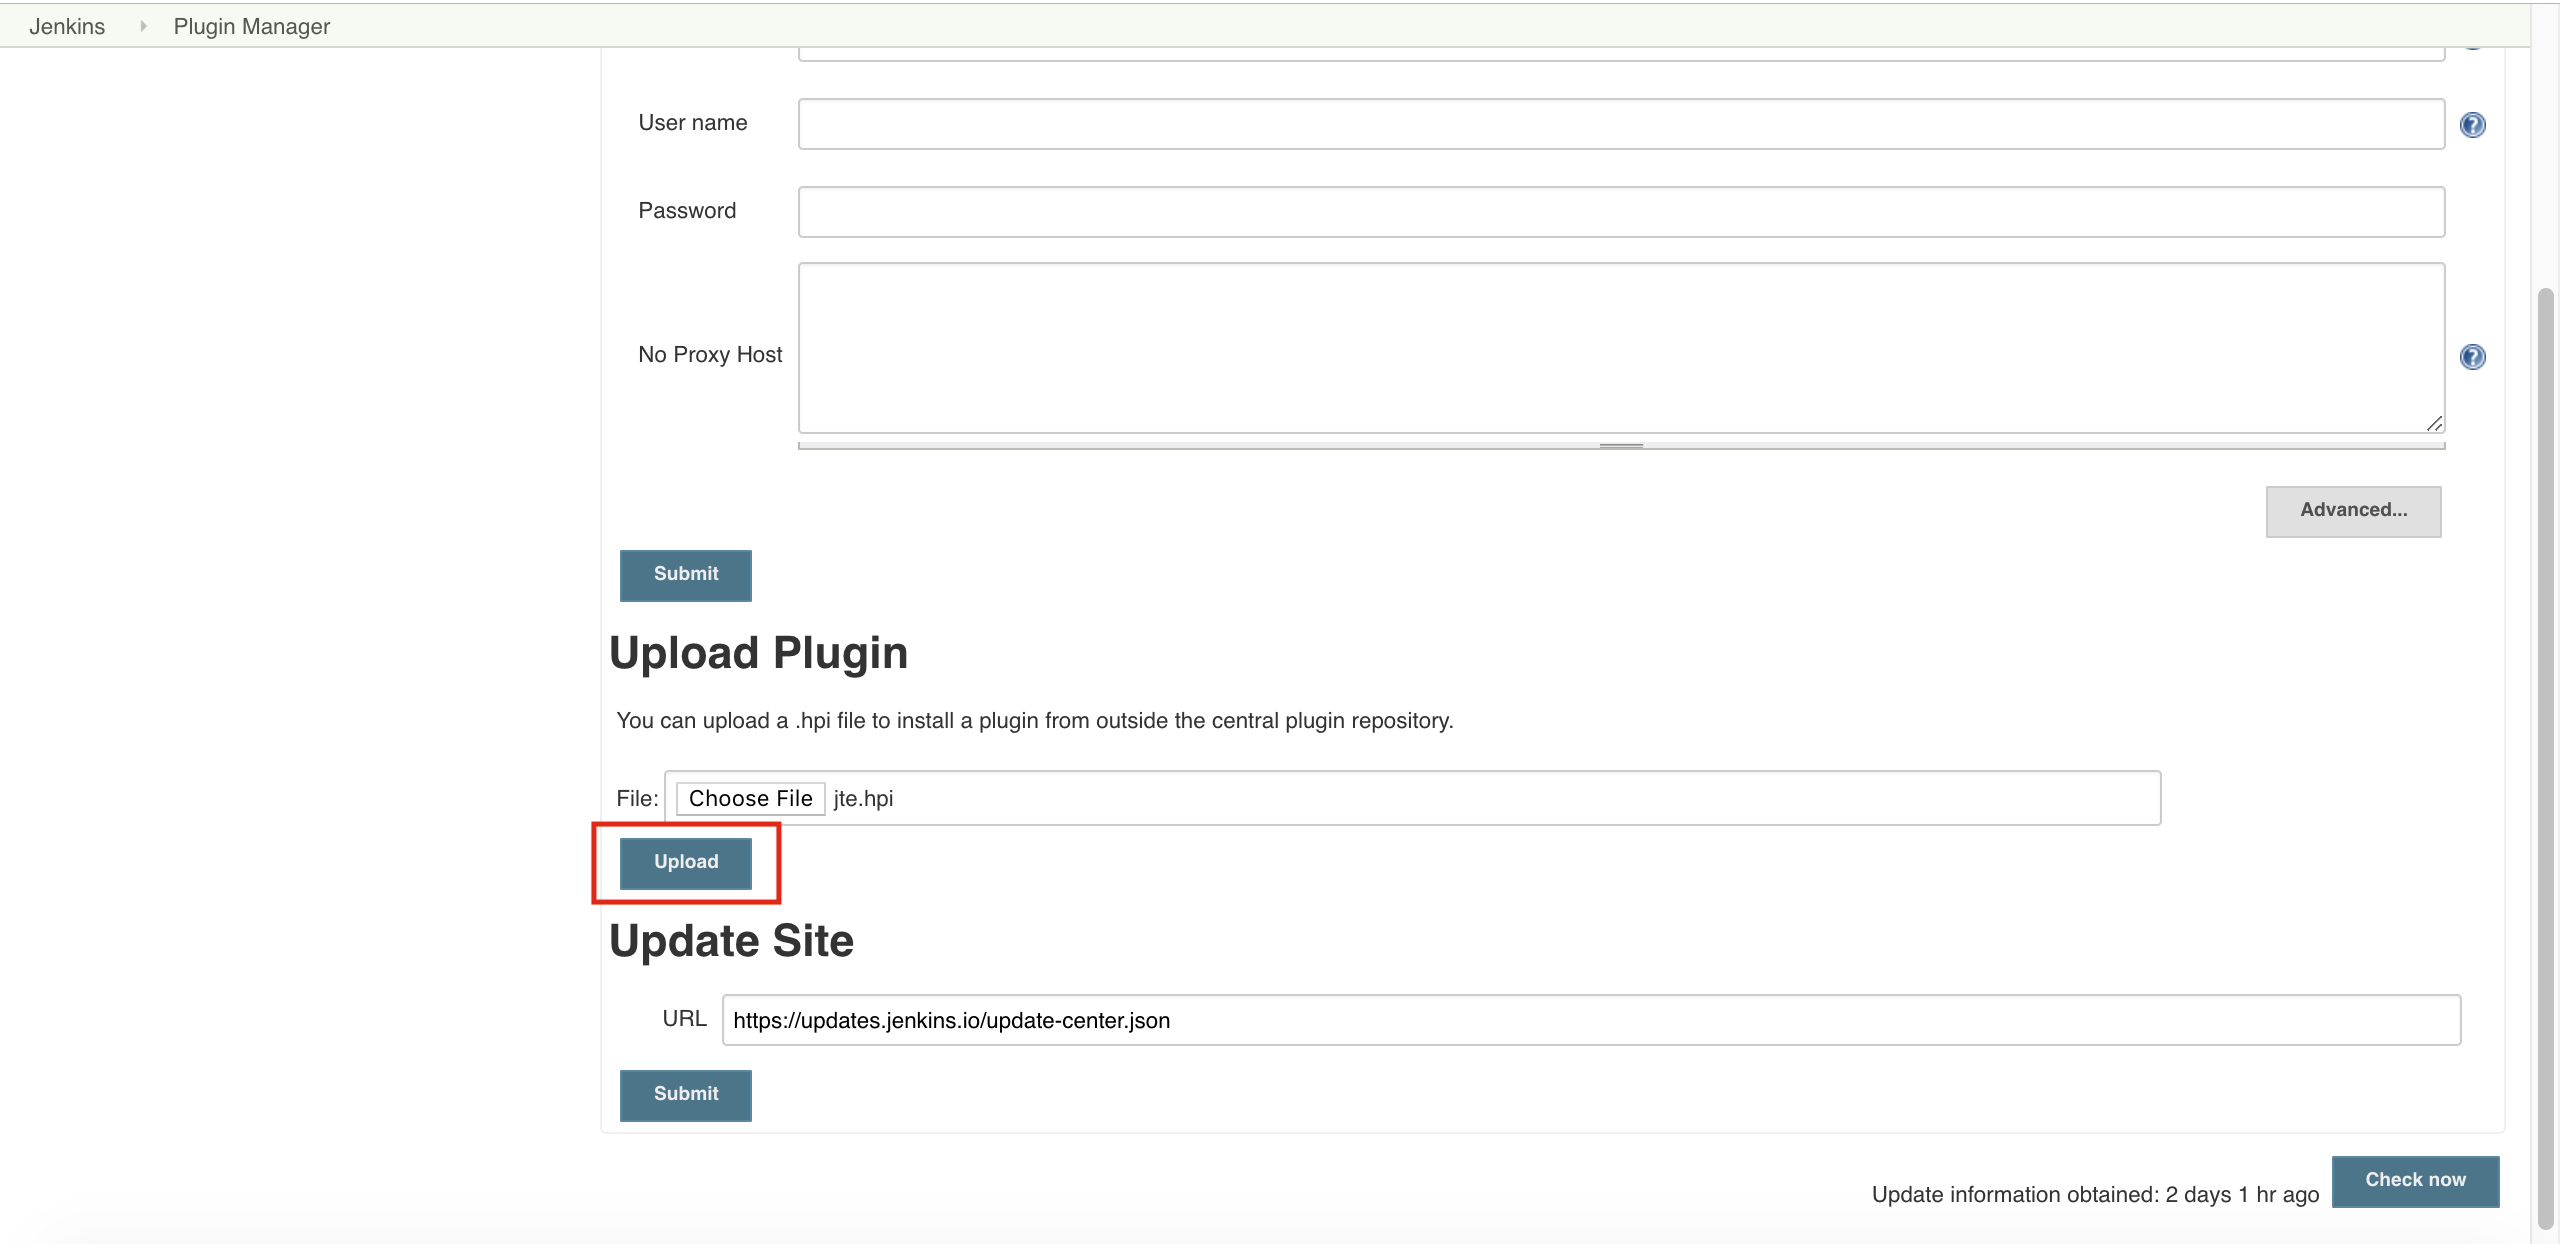 Jenkins Plugin Manager
User name
Password
No Proxy Host
Advanced...
Submit
Upload Plugin
You can upload a .hpi file to install a plugin from outside the central plugin repository.
File: Choose File jte.hpi
Upload
Update Site
URL https://updates.jenkins.io/update-center.json
Submit
Update information obtained: 2 days 1 hr ago Check now